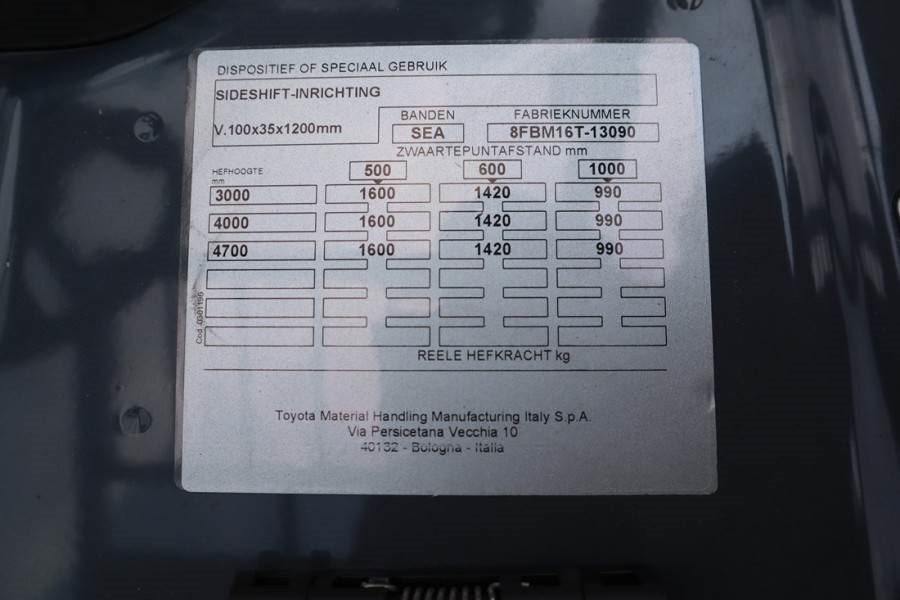 DISPOSITIEF OF SPECIAAL GEBRUIK
SIDESHIFT-INRICHTING
BANDEN FABRIEKNUMMER
V.100x35x1200mm SEA 8FBM16T-13090
ZWAARTEPUNTAFSTAND mm
HEFHOOGTE mm 500 600 1000
3000 1600 1420 990
4000 1600 1420 990
4700 1600 1420 990
REELE HEFKRACHT kg
Toyota Material Handling Manufacturing Italy S.p.A.
Via Persicetana Vecchia 10
40132 - Bologna - Italia
Cod.